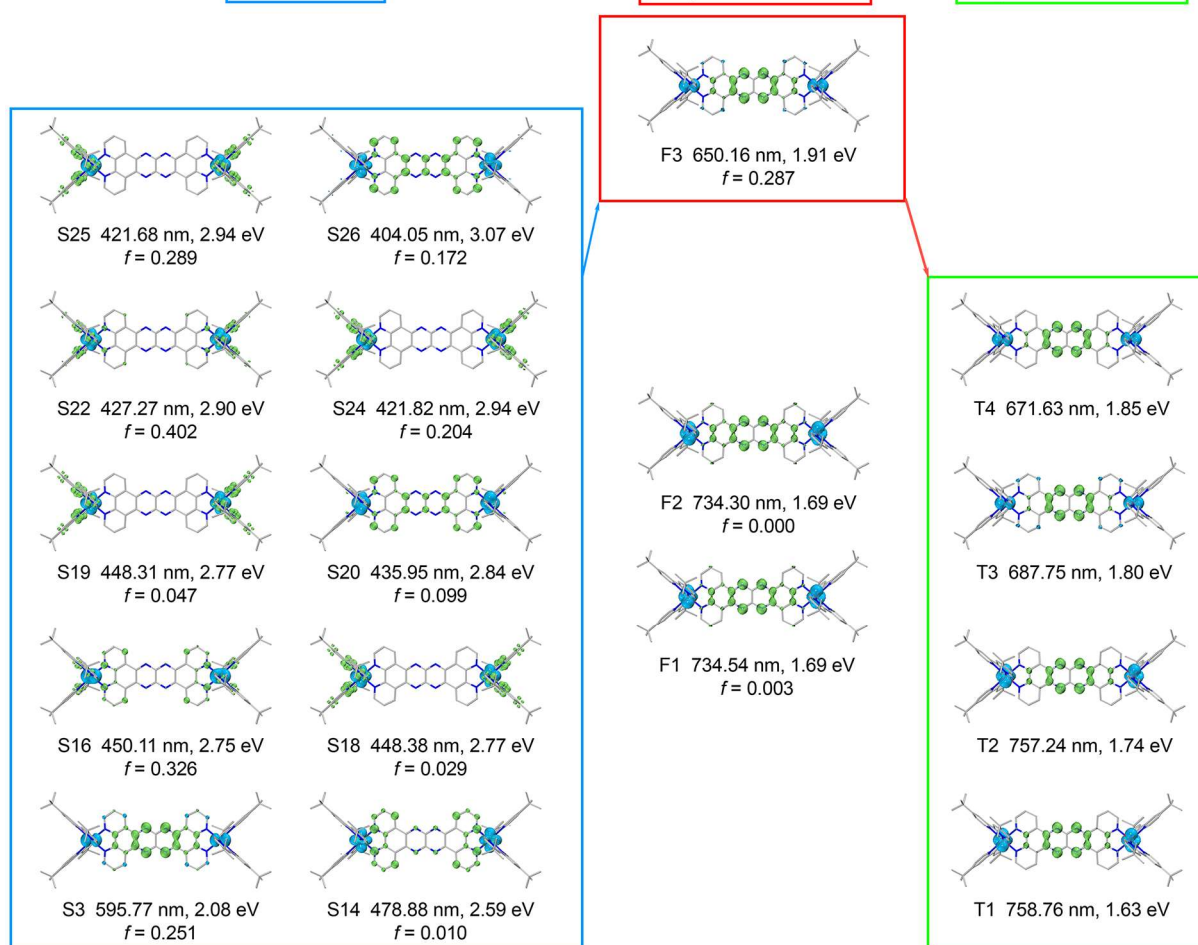 F3 650.16 nm, 1.91 eV
f = 0.287
S25 421.68 nm, 2.94 eV
f = 0.289
S26 404.05 nm, 3.07 eV
f = 0.172
S22 427.27 nm, 2.90 eV
f = 0.402
S24 421.82 nm, 2.94 eV
f = 0.204
S19 448.31 nm, 2.77 eV
f = 0.047
S20 435.95 nm, 2.84 eV
f = 0.099
S16 450.11 nm, 2.75 eV
f = 0.326
S18 448.38 nm, 2.77 eV
f = 0.029
S3 595.77 nm, 2.08 eV
f = 0.251
S14 478.88 nm, 2.59 eV
f = 0.010
F2 734.30 nm, 1.69 eV
f = 0.000
F1 734.54 nm, 1.69 eV
f = 0.003
T4 671.63 nm, 1.85 eV
T3 687.75 nm, 1.80 eV
T2 757.24 nm, 1.74 eV
T1 758.76 nm, 1.63 eV